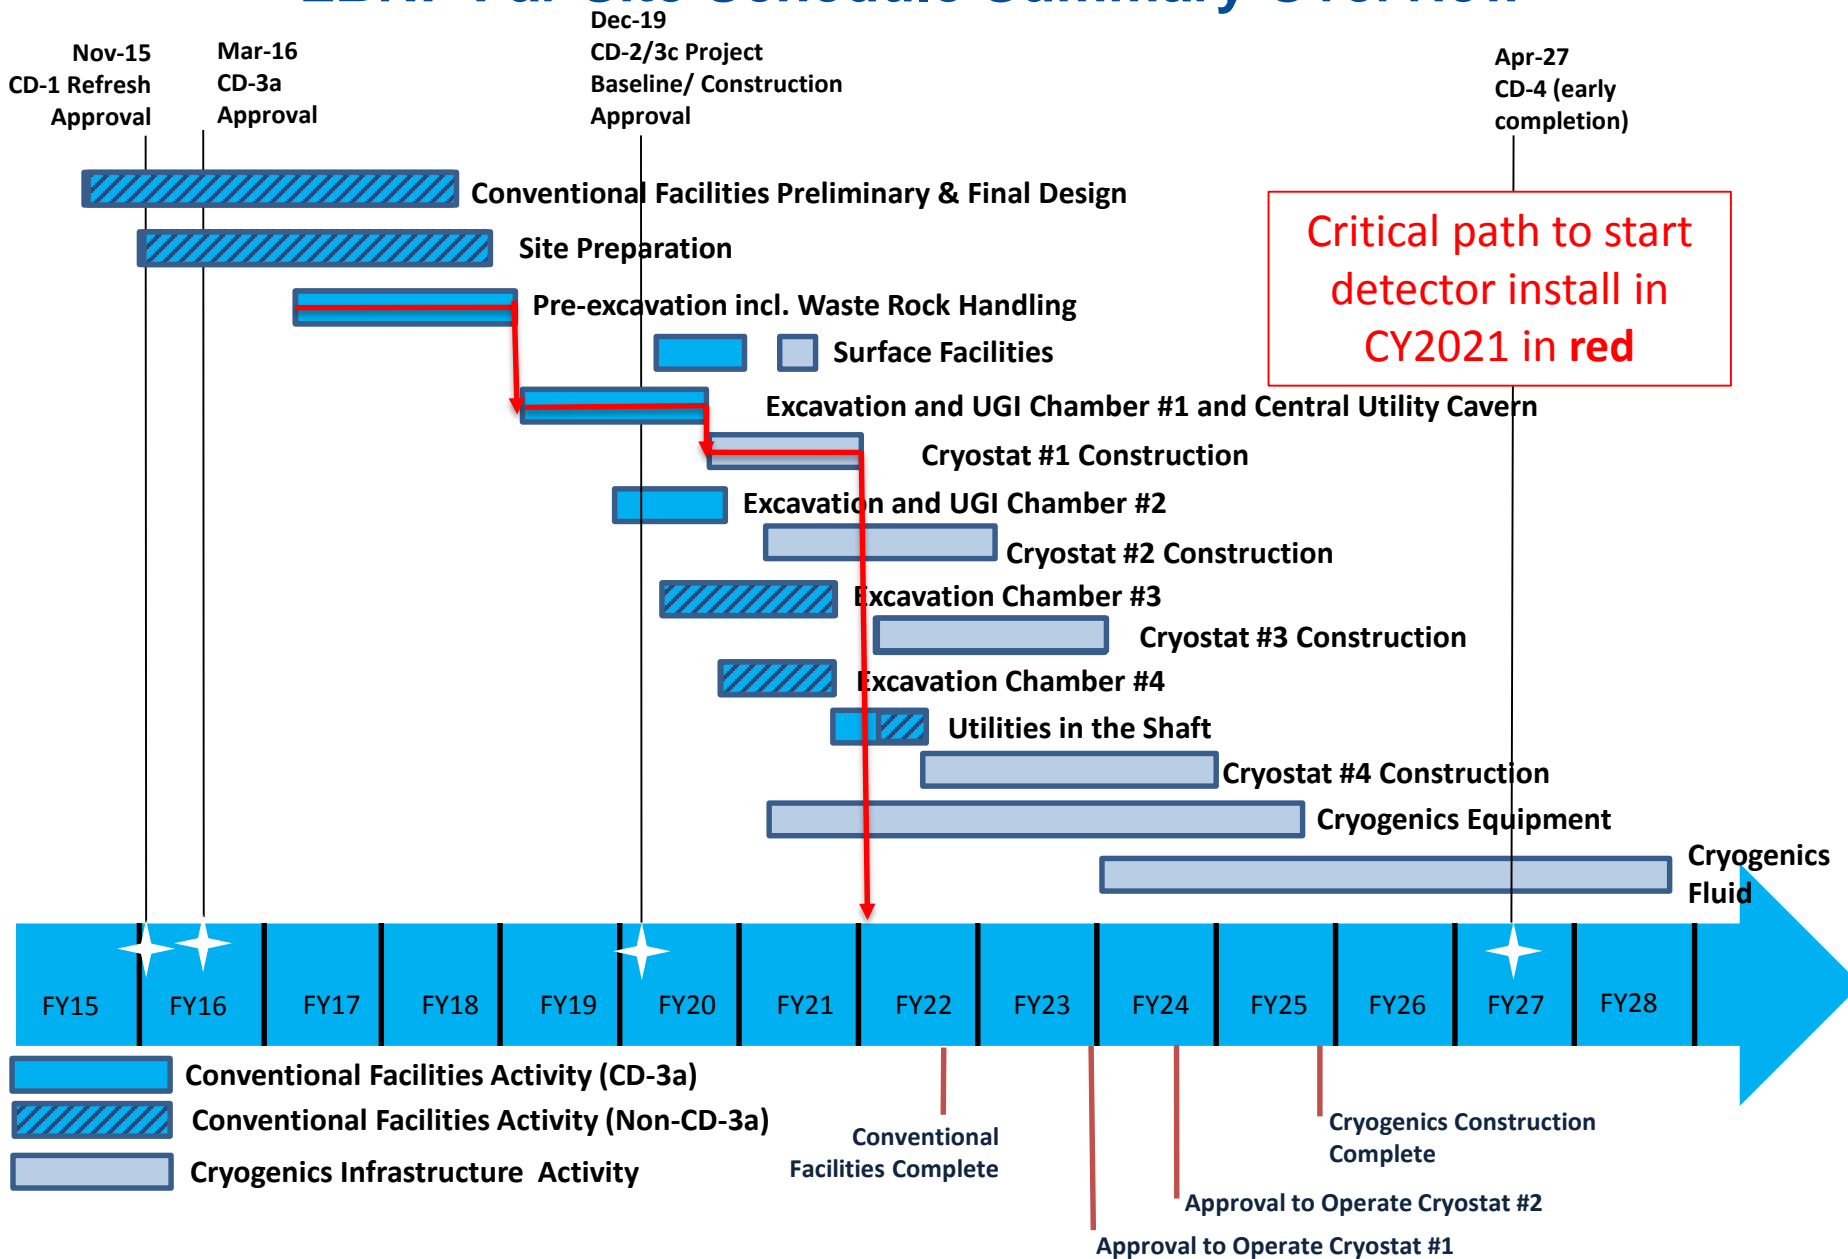 LBNF Far Site Schedule Summary Overview
Nov-15
CD-1 Refresh
Approval
Mar-16
CD-3a
Approval
Dec-19
CD-2/3c Project
Baseline/ Construction
Approval
Apr-27
CD-4 (early
completion)
Conventional Facilities Preliminary & Final Design
Site Preparation
Critical path to start
detector install in
CY2021 in red
Pre-excavation incl. Waste Rock Handling
Surface Facilities
Excavation and UGI Chamber #1 and Central Utility Cavern
Cryostat #1 Construction
Excavation and UGI Chamber #2
Cryostat #2 Construction
Excavation Chamber #3
Cryostat #3 Construction
Excavation Chamber #4
Utilities in the Shaft
Cryostat #4 Construction
Cryogenics Equipment
Cryogenics
Fluid
FY15 FY16 FY17 FY18 FY19 FY20 FY21 FY22 FY23 FY24 FY25 FY26 FY27 FY28
Conventional Facilities Activity (CD-3a)
Conventional Facilities Activity (Non-CD-3a)
Cryogenics Infrastructure Activity
Conventional
Facilities Complete
Cryogenics Construction
Complete
Approval to Operate Cryostat #2
Approval to Operate Cryostat #1